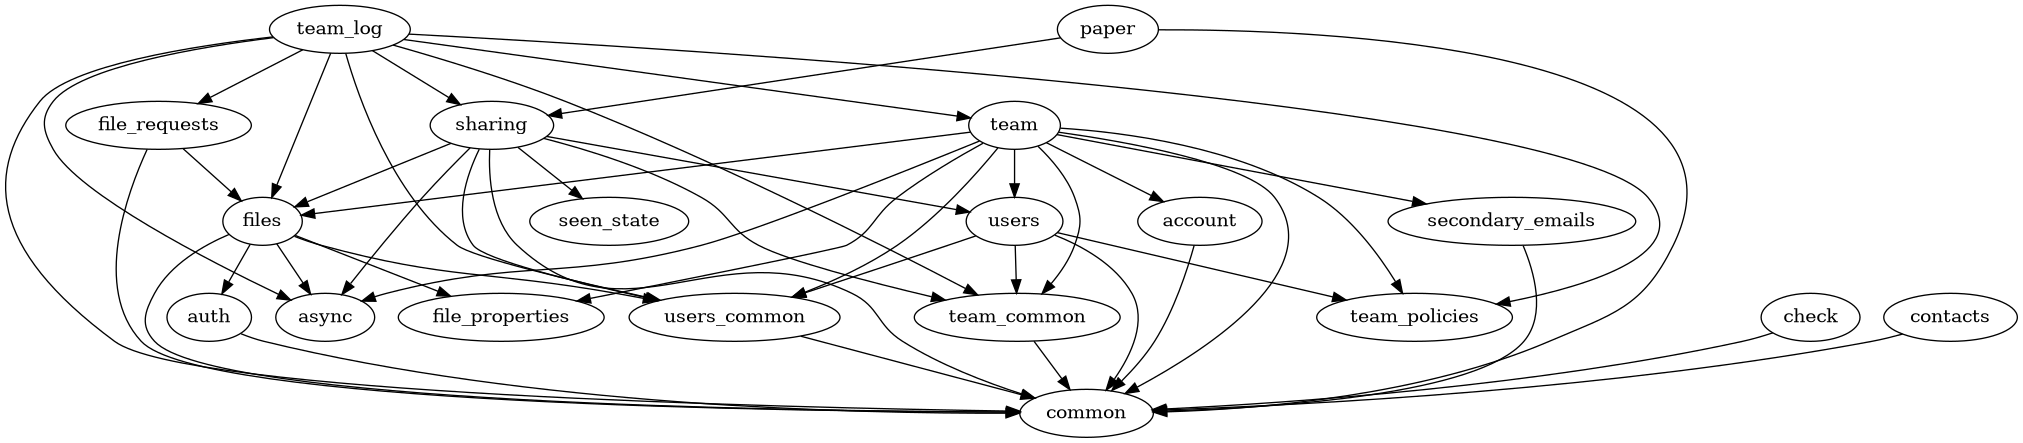 team_log
paper
file_requests
sharing
team
files
seen_state
users
account
secondary_emails
auth
async
file_properties
users_common
team_common
team_policies
check
contacts
common